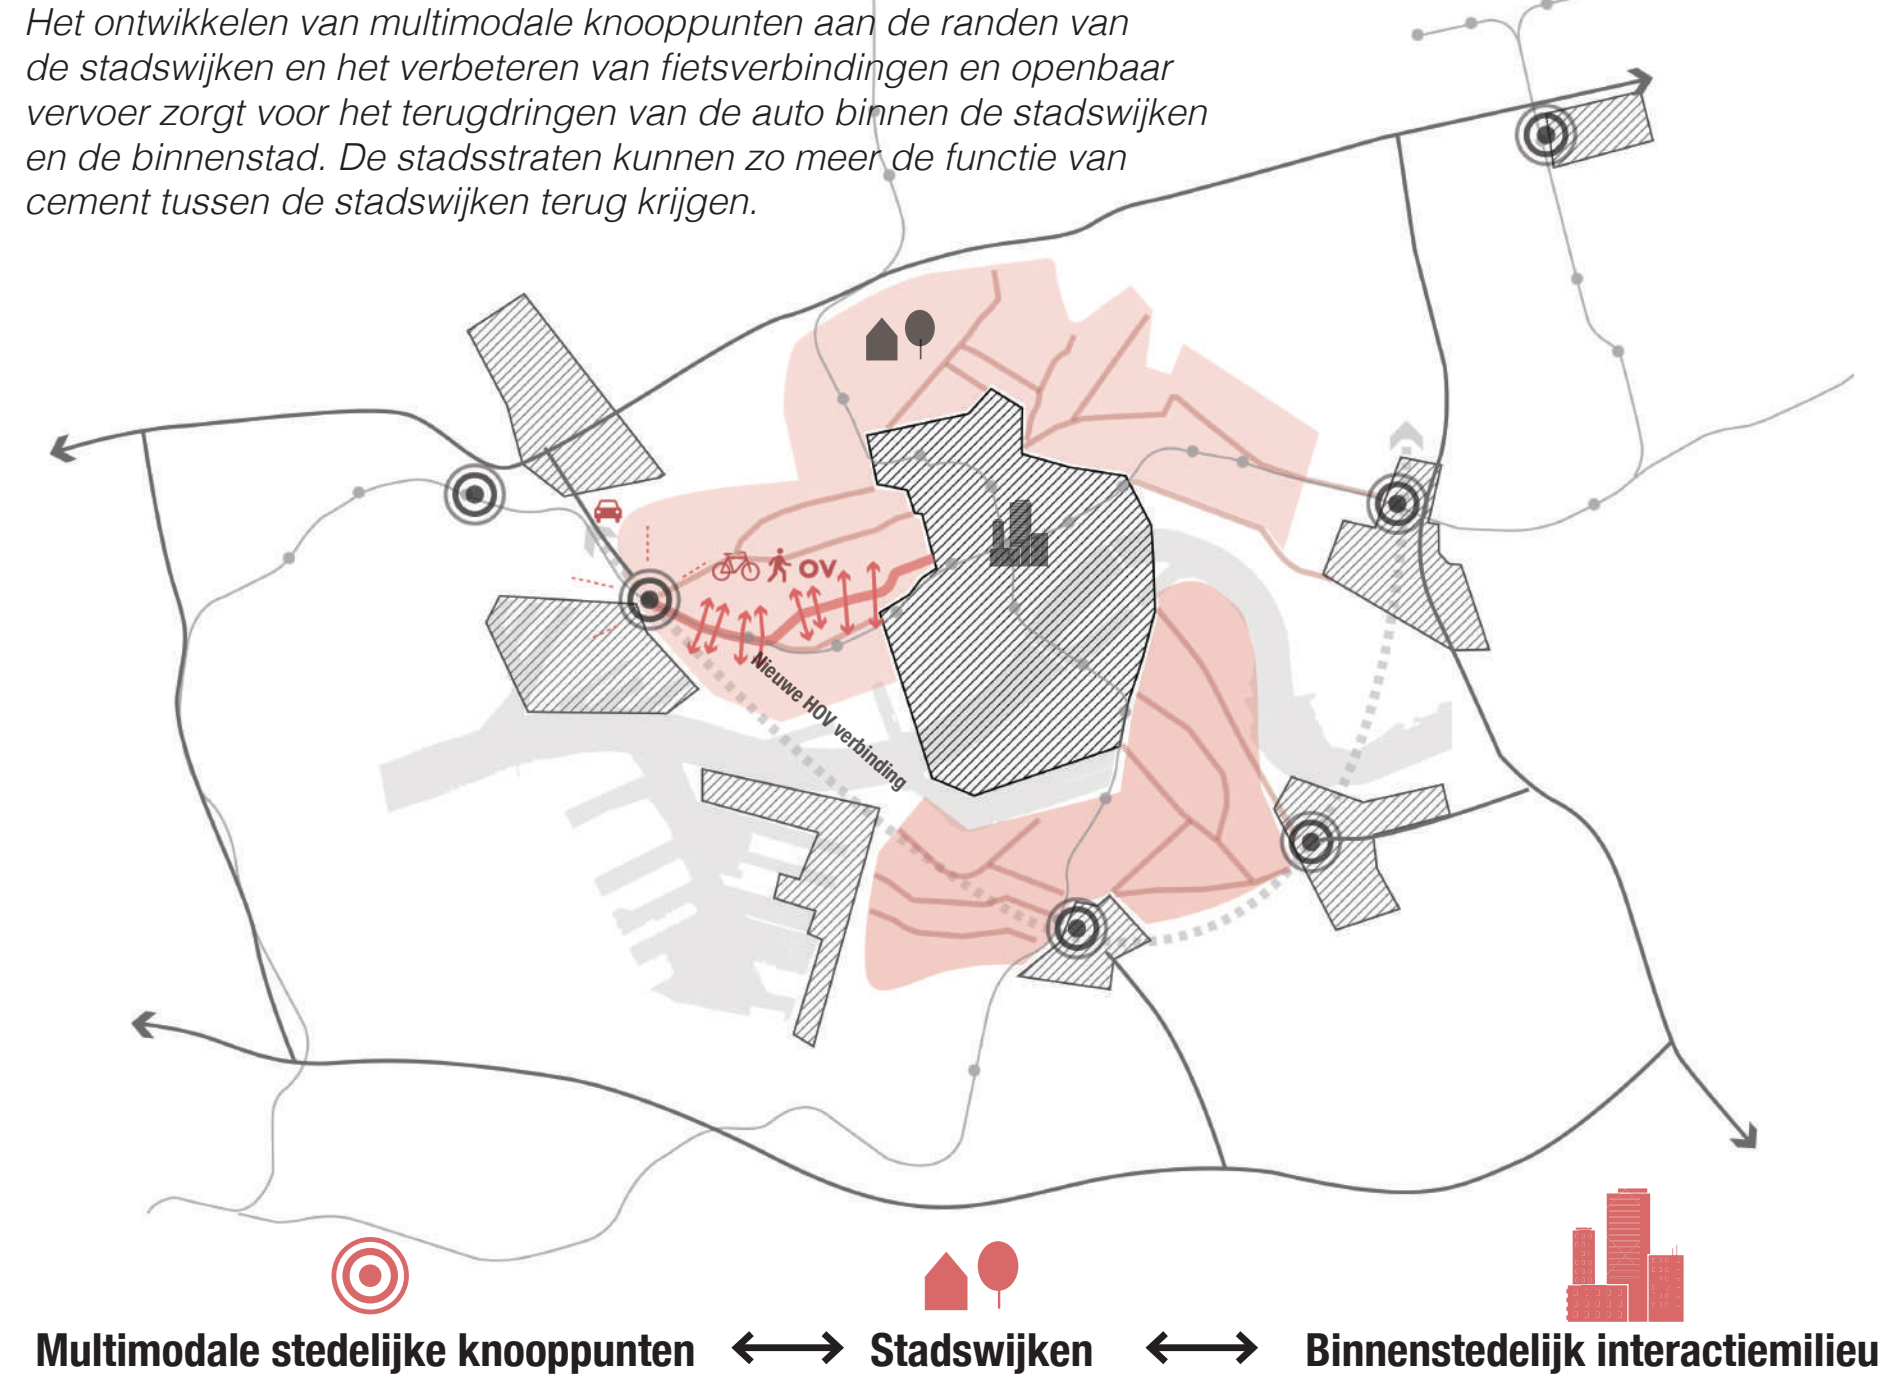 Het ontwikkelen van multimodale knooppunten aan de randen van
de stadswijken en het verbeteren van fietsverbindingen en openbaar
vervoer zorgt voor het terugdringen van de auto binnen de stadswijken
en de binnenstad. De stadsstraten kunnen zo meer de functie van
cement tussen de stadswijken terug krijgen.
OV
Nieuwe HOV verbinding
Multimodale stedelijke knooppunten
Stadswijken
Binnenstedelijk interactiemilieu